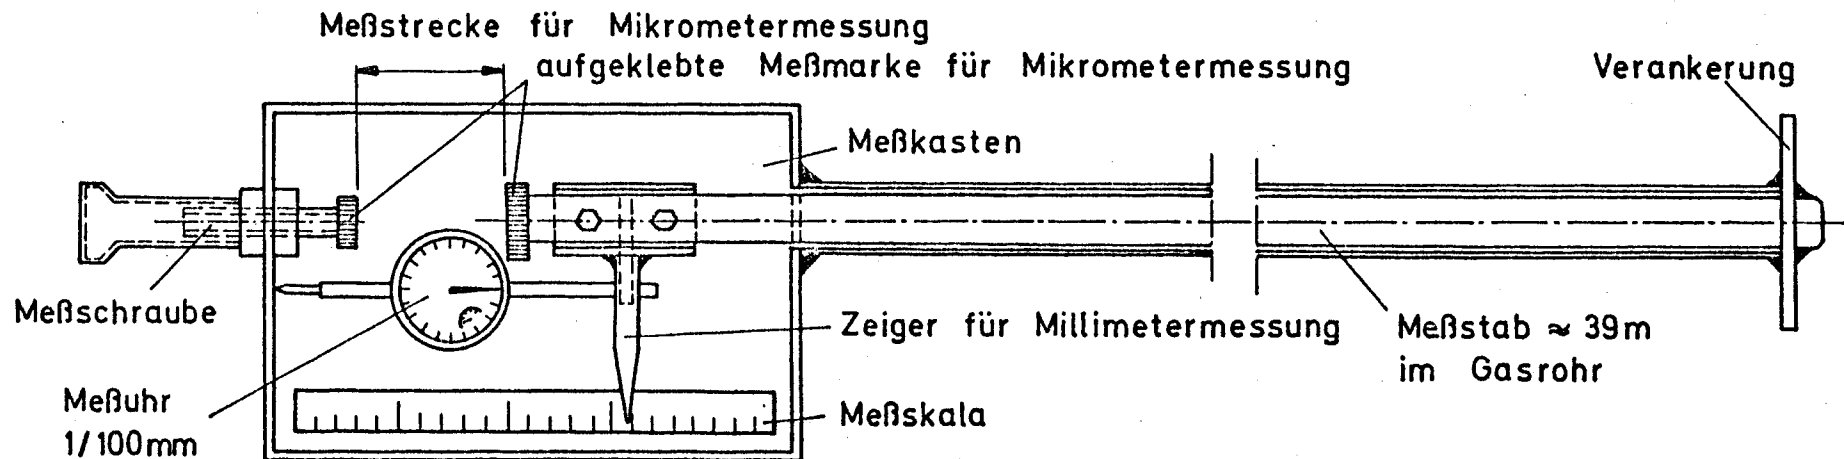 Meßstrecke für Mikrometermessung
aufgeklebte Meßmarke für Mikrometermessung
Verankerung
Meßkasten
Meßschraube
Zeiger für Millimetermessung
Meßstab ≈ 39m
im Gasrohr
Meßuhr
1/100mm
Meßskala